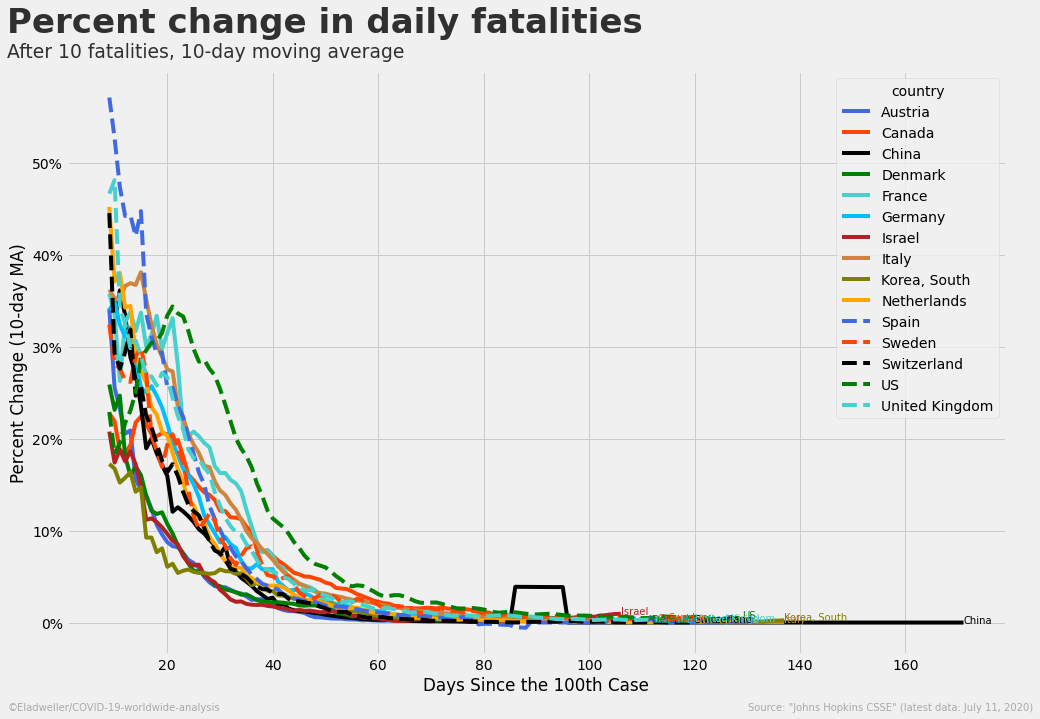 Percent change in daily fatalities
After 10 fatalities, 10-day moving average
country
Austria
Canada
China
Denmark
France
Germany
Israel
Italy
Korea, South
Netherlands
Spain
Sweden
Switzerland
US
United Kingdom
Percent Change (10-day MA)
50%
40%
30%
20%
10%
0%
Israel
US
Switzerland
Korea, South
China
20 40 60 80 100 120 140 160
Days Since the 100th Case
©Eladweller/COVID-19-worldwide-analysis
Source: "Johns Hopkins CSSE" (latest data: July 11, 2020)